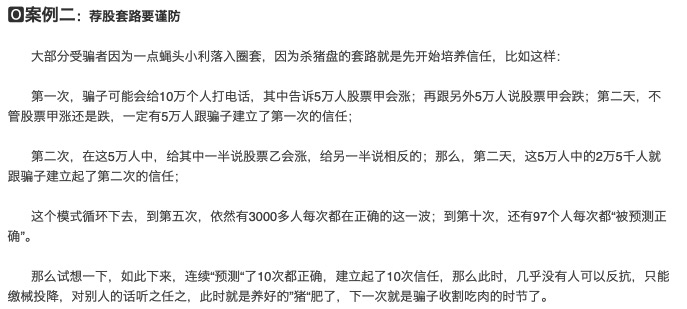 🅾案例二：荐股套路要谨防
大部分受骗者因为一点蝇头小利落入圈套，因为杀猪盘的套路就是先开始培养信任，比如这样：
第一次，骗子可能会给10万个人打电话，其中告诉5万人股票甲会涨；再跟另外5万人说股票甲会跌；第二天，不
管股票甲涨还是跌，一定有5万人跟骗子建立了第一次的信任；
第二次，在这5万人中，给其中一半说股票乙会涨，给另一半说相反的；那么，第二天，这5万人中的2万5千人就
跟骗子建立起了第二次的信任；
这个模式循环下去，到第五次，依然有3000多人每次都在正确的这一波；到第十次，还有97个人每次都“被预测正
确”。
那么试想一下，如此下来，连续“预测“了10次都正确，建立起了10次信任，那么此时，几乎没有人可以反抗，只能
缴械投降，对别人的话听之任之，此时就是养好的”猪“肥了，下一次就是骗子收割吃肉的时节了。